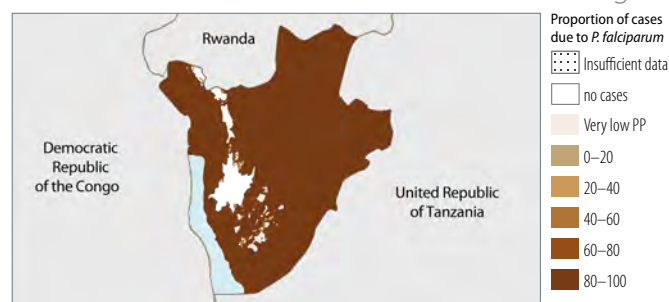 Rwanda
Democratic
Republic
of the Congo
United Republic
of Tanzania
Proportion of cases
due to P. falciparum
Insufficient data
no cases
Very low PP
0–20
20–40
40–60
60–80
80–100